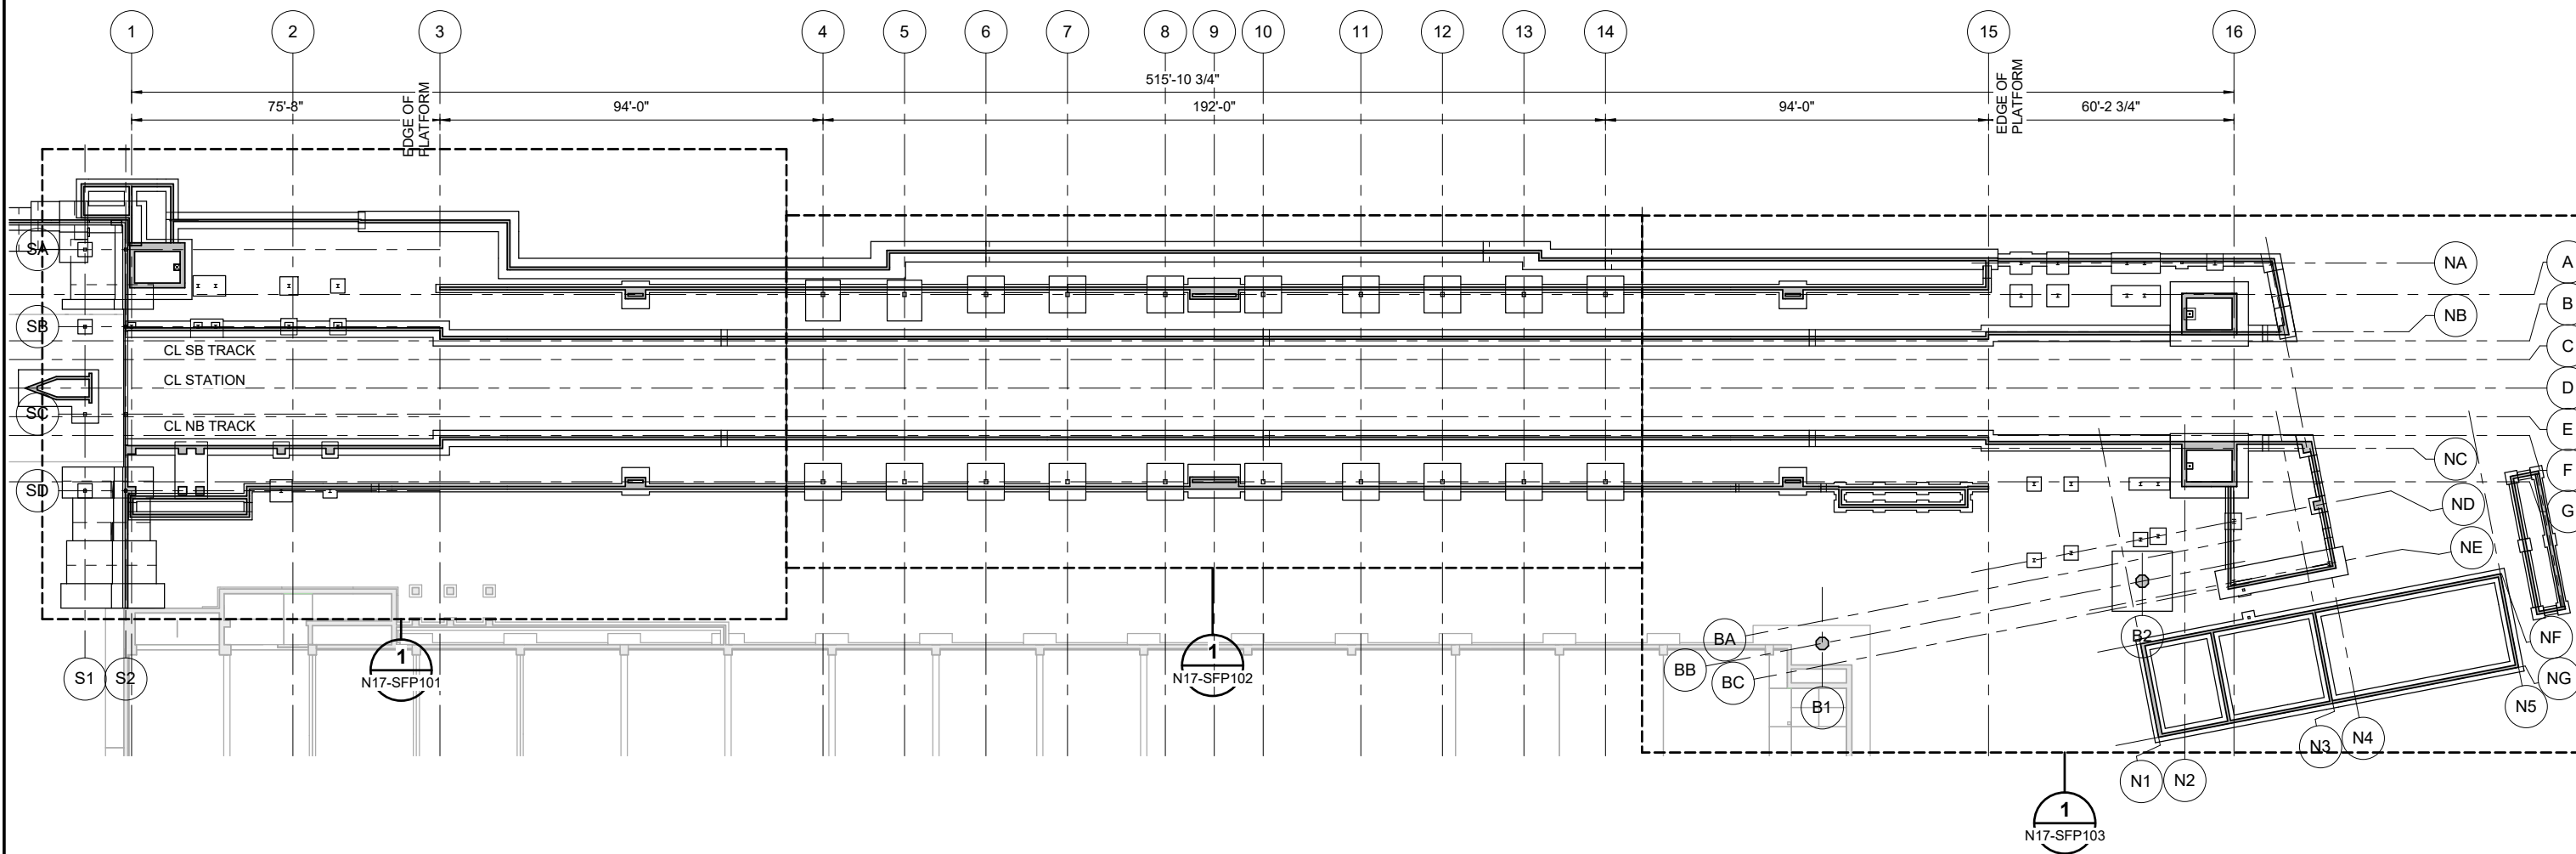 1 2 3 4 5 6 7 8 9 10 11 12 13 14 15 16
515'-10 3/4"
75'-8" 94'-0" 192'-0" 94'-0" 60'-2 3/4"
EDGE OF
PLATFORM
EDGE OF
PLATFORM
SA
SB
SC
SD
CL SB TRACK
CL STATION
CL NB TRACK
NA
NB
NC
ND
NE
A
B
C
D
E
F
G
S1 S2
1
N17-SFP101
1
N17-SFP102
BA
BB
BC
B1
B2
NF
NG
N5
N4
N3
N1 N2
1
N17-SFP103